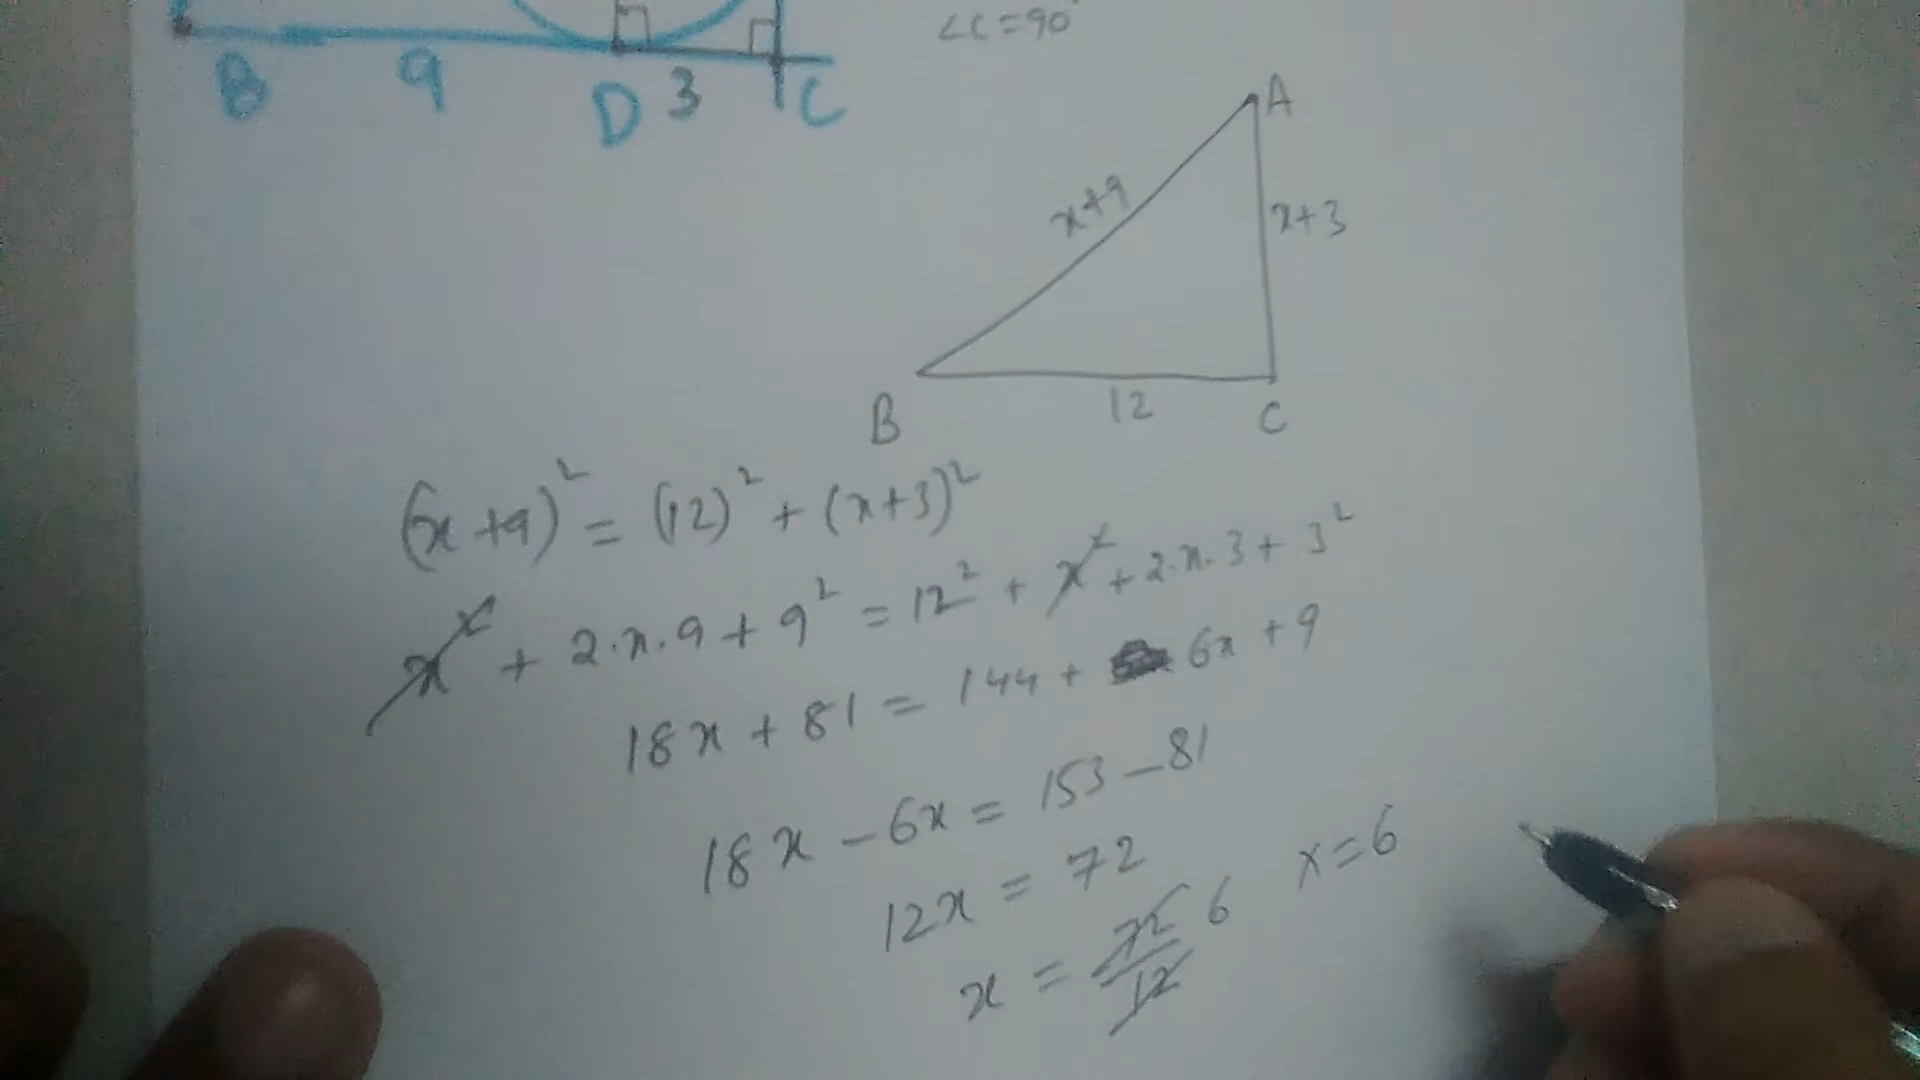 ∠C=90°
B 9 D 3 C
A
x+9
x+3
B 12 C
(x+9)² = (12)² + (x+3)²
x² + 2.x.9 + 9² = 12² + x² + 2.x.3 + 3²
18x + 81 = 144 + 6x + 9
18x - 6x = 153 - 81
12x = 72
x = 72/12 6 x=6